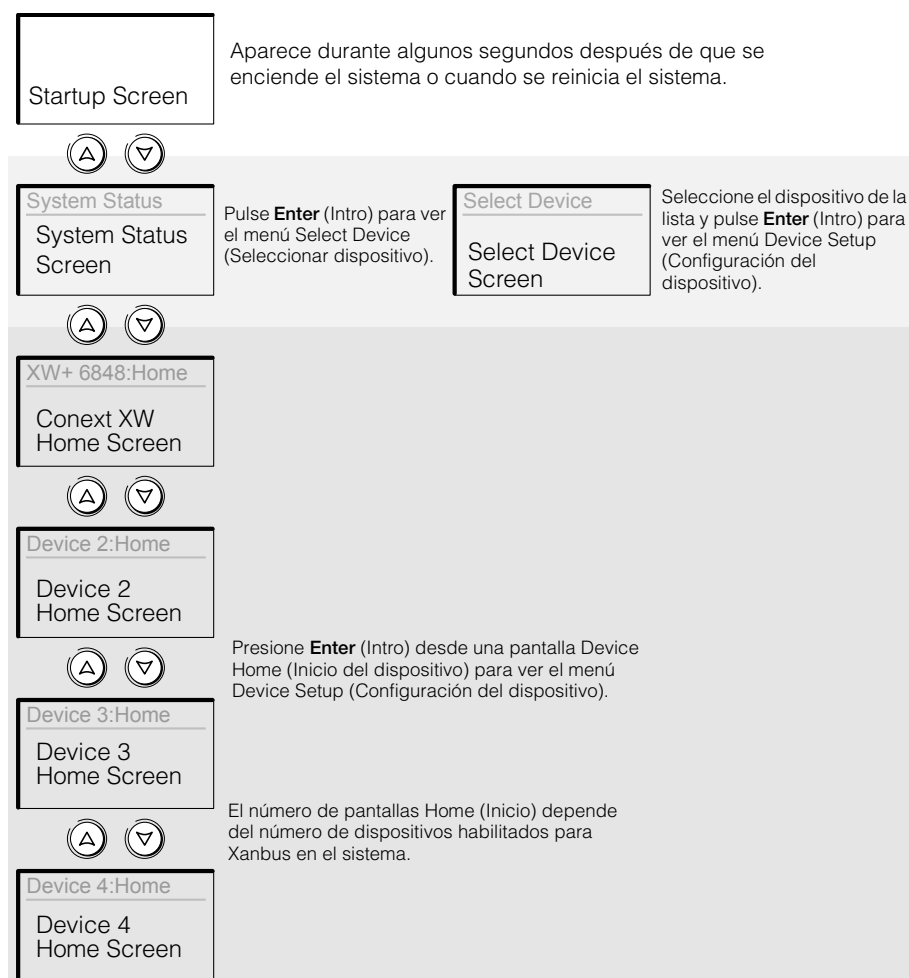 Startup Screen
Aparece durante algunos segundos después de que se
enciende el sistema o cuando se reinicia el sistema.
System Status
System Status
Screen
Pulse Enter (Intro) para ver
el menú Select Device
(Seleccionar dispositivo).
Select Device
Select Device
Screen
Seleccione el dispositivo de la
lista y pulse Enter (Intro) para
ver el menú Device Setup
(Configuración del
dispositivo).
XW+ 6848:Home
Conext XW
Home Screen
Device 2:Home
Device 2
Home Screen
Presione Enter (Intro) desde una pantalla Device
Home (Inicio del dispositivo) para ver el menú
Device Setup (Configuración del dispositivo).
Device 3:Home
Device 3
Home Screen
El número de pantallas Home (Inicio) depende
del número de dispositivos habilitados para
Xanbus en el sistema.
Device 4:Home
Device 4
Home Screen